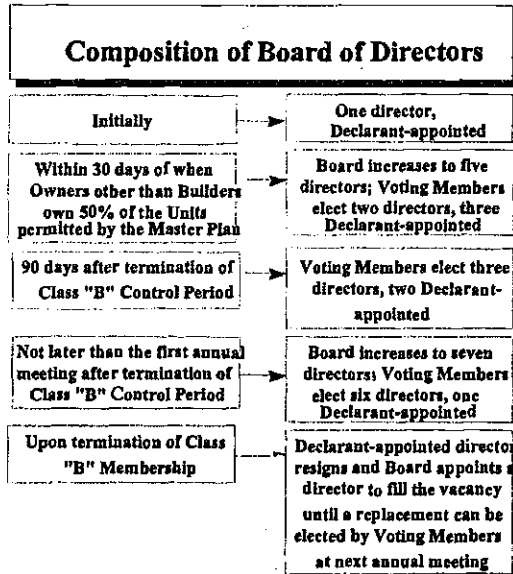 Composition of Board of Directors
Initially
One director,
Declarant-appointed
Within 30 days of when
Owners other than Builders
own 50% of the Units
permitted by the Master Plan
Board increases to five
directors; Voting Members
elect two directors, three
Declarant-appointed
90 days after termination of
Class "B" Control Period
Voting Members elect three
directors, two Declarant-
appointed
Not later than the first annual
meeting after termination of
Class "B" Control Period
Board increases to seven
directors; Voting Members
elect six directors, one
Declarant-appointed
Upon termination of Class
"B" Membership
Declarant-appointed director
resigns and Board appoints a
director to fill the vacancy
until a replacement can be
elected by Voting Members
at next annual meeting